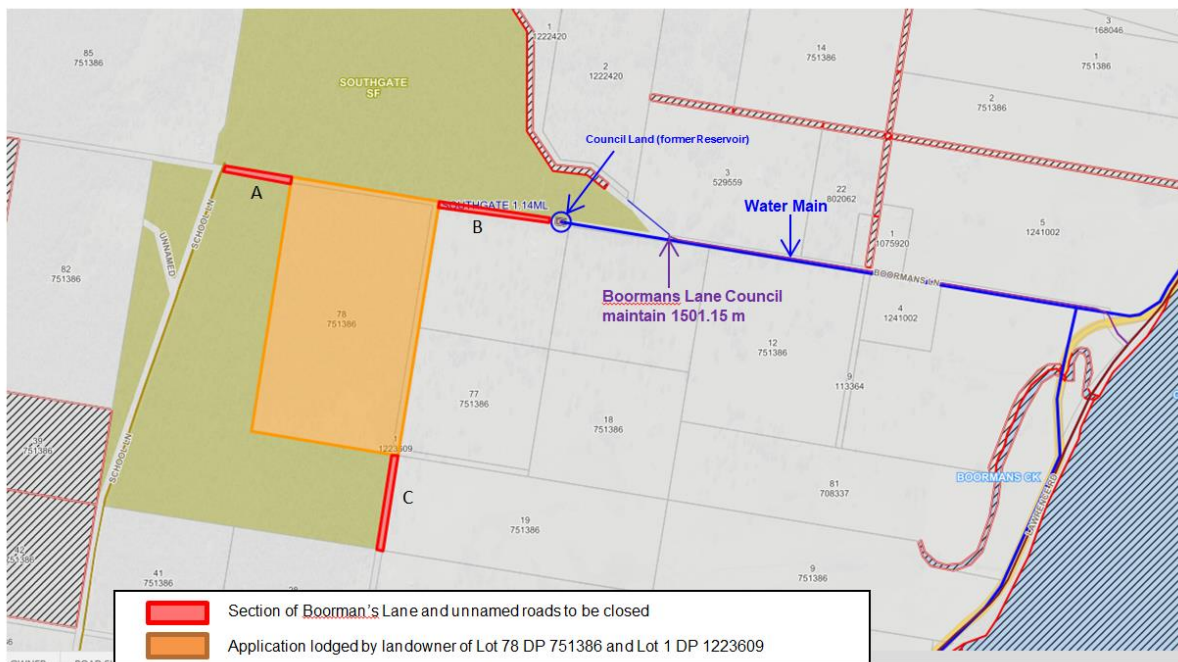 1
1222420
3
168046
85
751386
14
751386
1
751386
SOUTHGATE
SF
2
1222420
2
751386
Council Land (former Reservoir)
3
529559
A
SOUTHGATE 1.14ML
22
802062
B
Water Main
5
1241002
SCHOOL LN
UNNAMED
1
1075920
BOORMANS LN
82
751386
Boormans Lane Council
maintain 1501.15 m
78
751386
4
1241002
12
751386
9
113364
77
751386
18
751386
39
751386
1
1223609
SCHOOL LN
BOORMANS CK
81
708337
C
LAWRENCE RD
19
751386
42
751386
41
751386
9
751386
Section of Boorman's Lane and unnamed roads to be closed
Application lodged by landowner of Lot 78 DP 751386 and Lot 1 DP 1223609